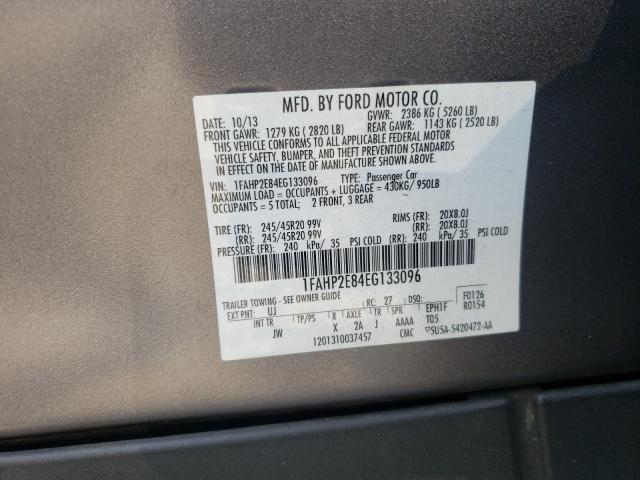 MFD. BY FORD MOTOR CO.
DATE: 10/13 GVWR: 2386 KG ( 5260 LB)
FRONT GAWR: 1279 KG ( 2820 LB) REAR GAWR: 1143 KG ( 2520 LB)
THIS VEHICLE CONFORMS TO ALL APPLICABLE FEDERAL MOTOR
VEHICLE SAFETY, BUMPER, AND THEFT PREVENTION STANDARDS
IN EFFECT ON THE DATE OF MANUFACTURE SHOWN ABOVE.
VIN: 1FAHP2E84EG133096 TYPE: Passenger Car
MAXIMUM LOAD = OCCUPANTS + LUGGAGE = 430KG/ 950LB
OCCUPANTS = 5 TOTAL; 2 FRONT, 3 REAR
TIRE (FR): 245/45R20 99V RIMS (FR): 20X8.0J
(RR): 245/45R20 99V (RR): 20X8.0J
PRESSURE (FR): 240 kPa/ 35 PSI COLD (RR): 240 kPa/ 35 PSI COLD
1FAHP2E84EG133096
TRAILER TOWING - SEE OWNER GUIDE
EXT PNT: UJ RC: 27 DSO: F0126
INT TR TP/PS R AXLE TR SPR EPH1F R0154
JW X 2A J AAAA T05
1201310037457 CMC 5U5A-5420472-AA